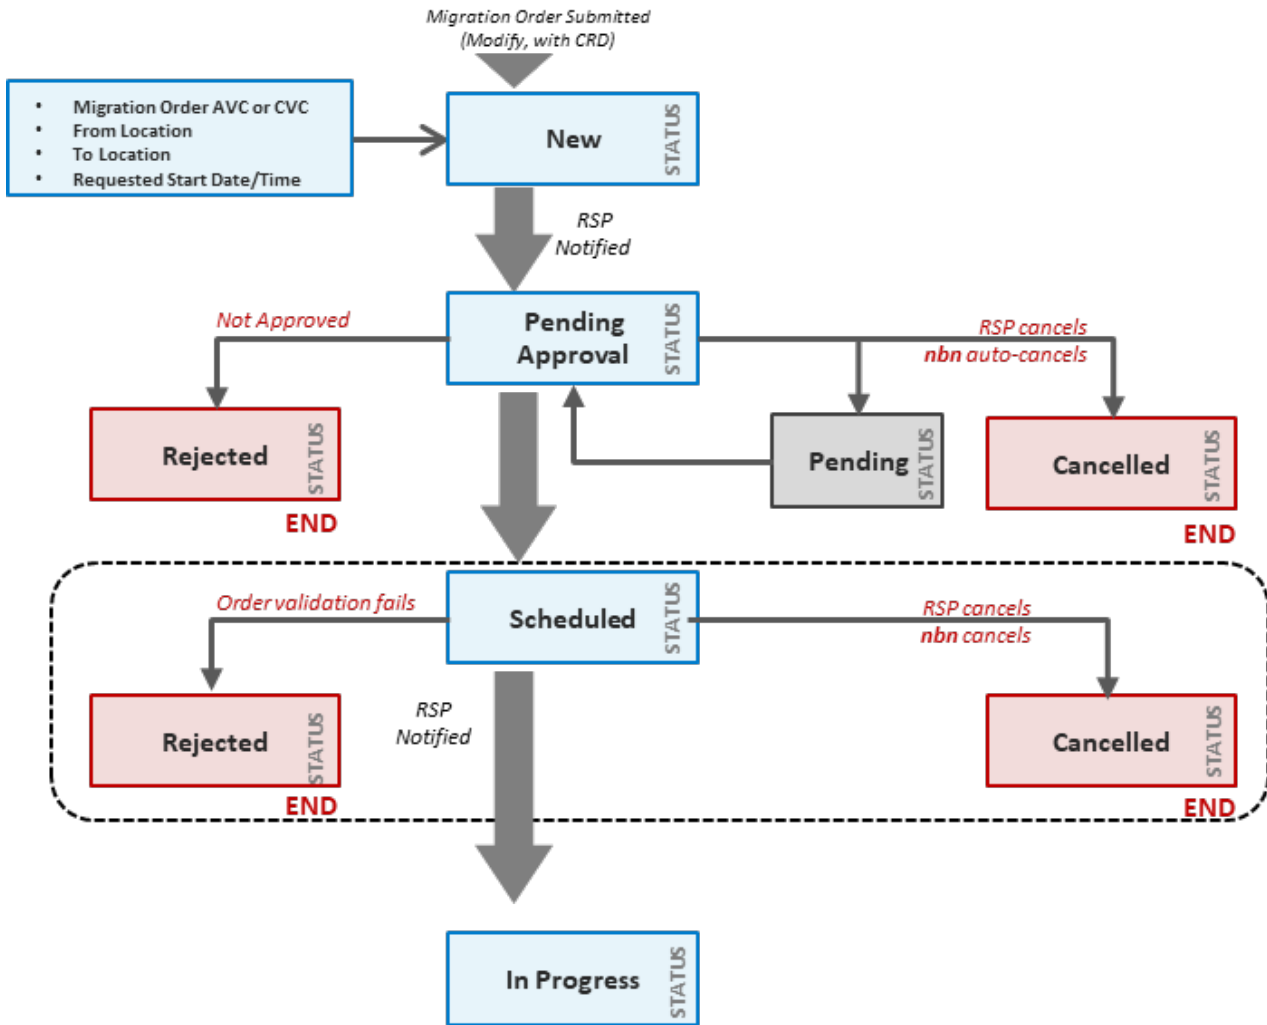 Migration Order Submitted
(Modify, with CRD)
• Migration Order AVC or CVC
• From Location
• To Location
• Requested Start Date/Time
New
STATUS
RSP
Notified
Pending
Approval
STATUS
Not Approved
RSP cancels
nbn auto-cancels
Rejected
STATUS
END
Pending
STATUS
Cancelled
STATUS
END
Scheduled
STATUS
Order validation fails
RSP cancels
nbn cancels
Rejected
STATUS
END
RSP
Notified
Cancelled
STATUS
END
In Progress
STATUS